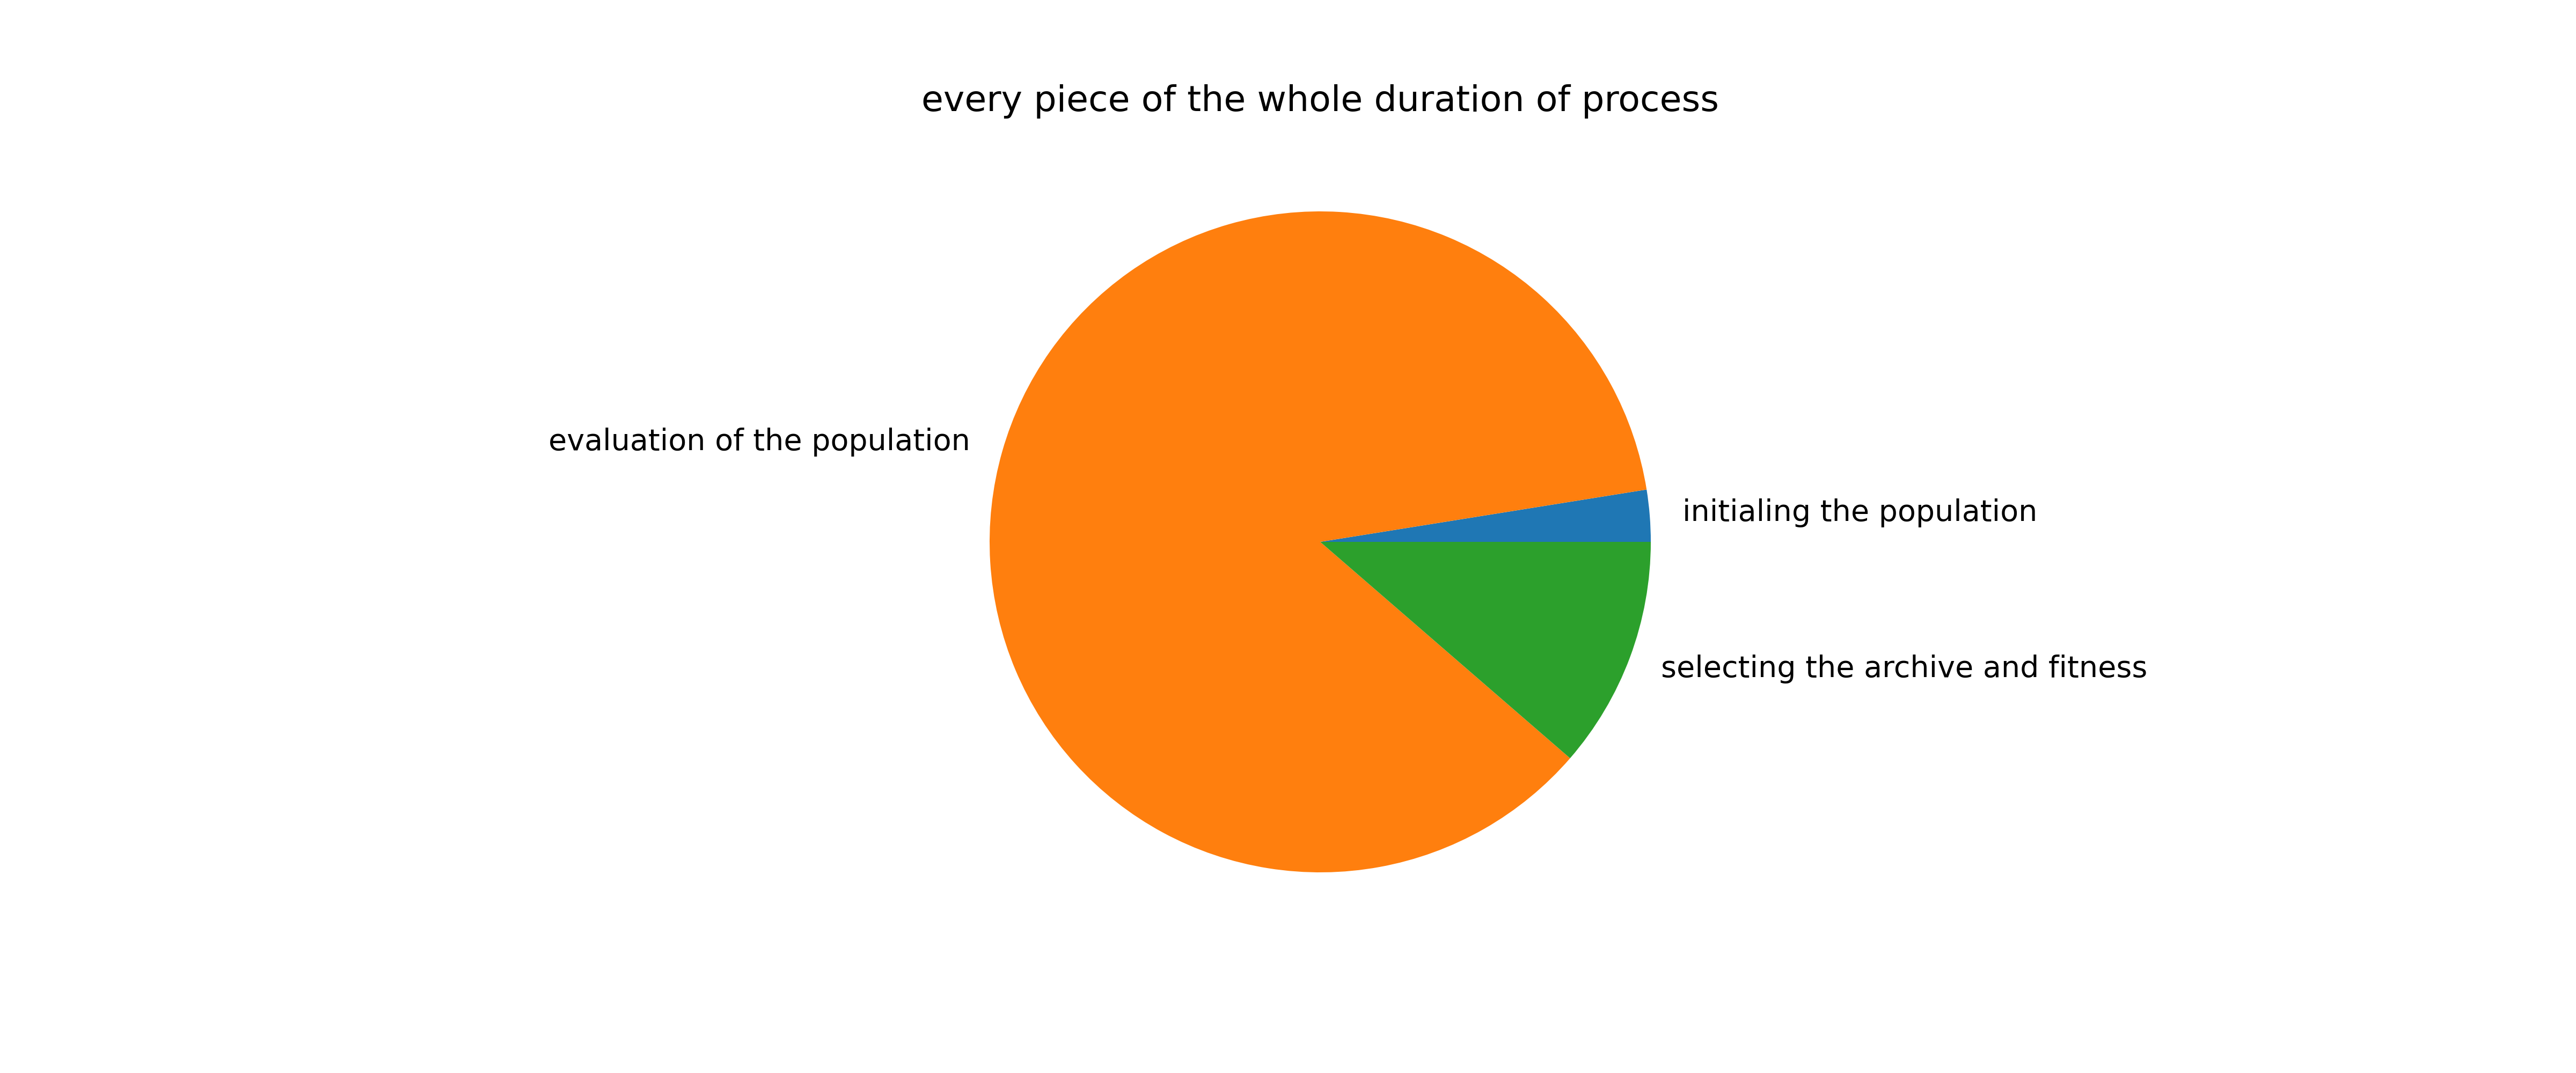 every piece of the whole duration of process
evaluation of the population
initialing the population
selecting the archive and fitness